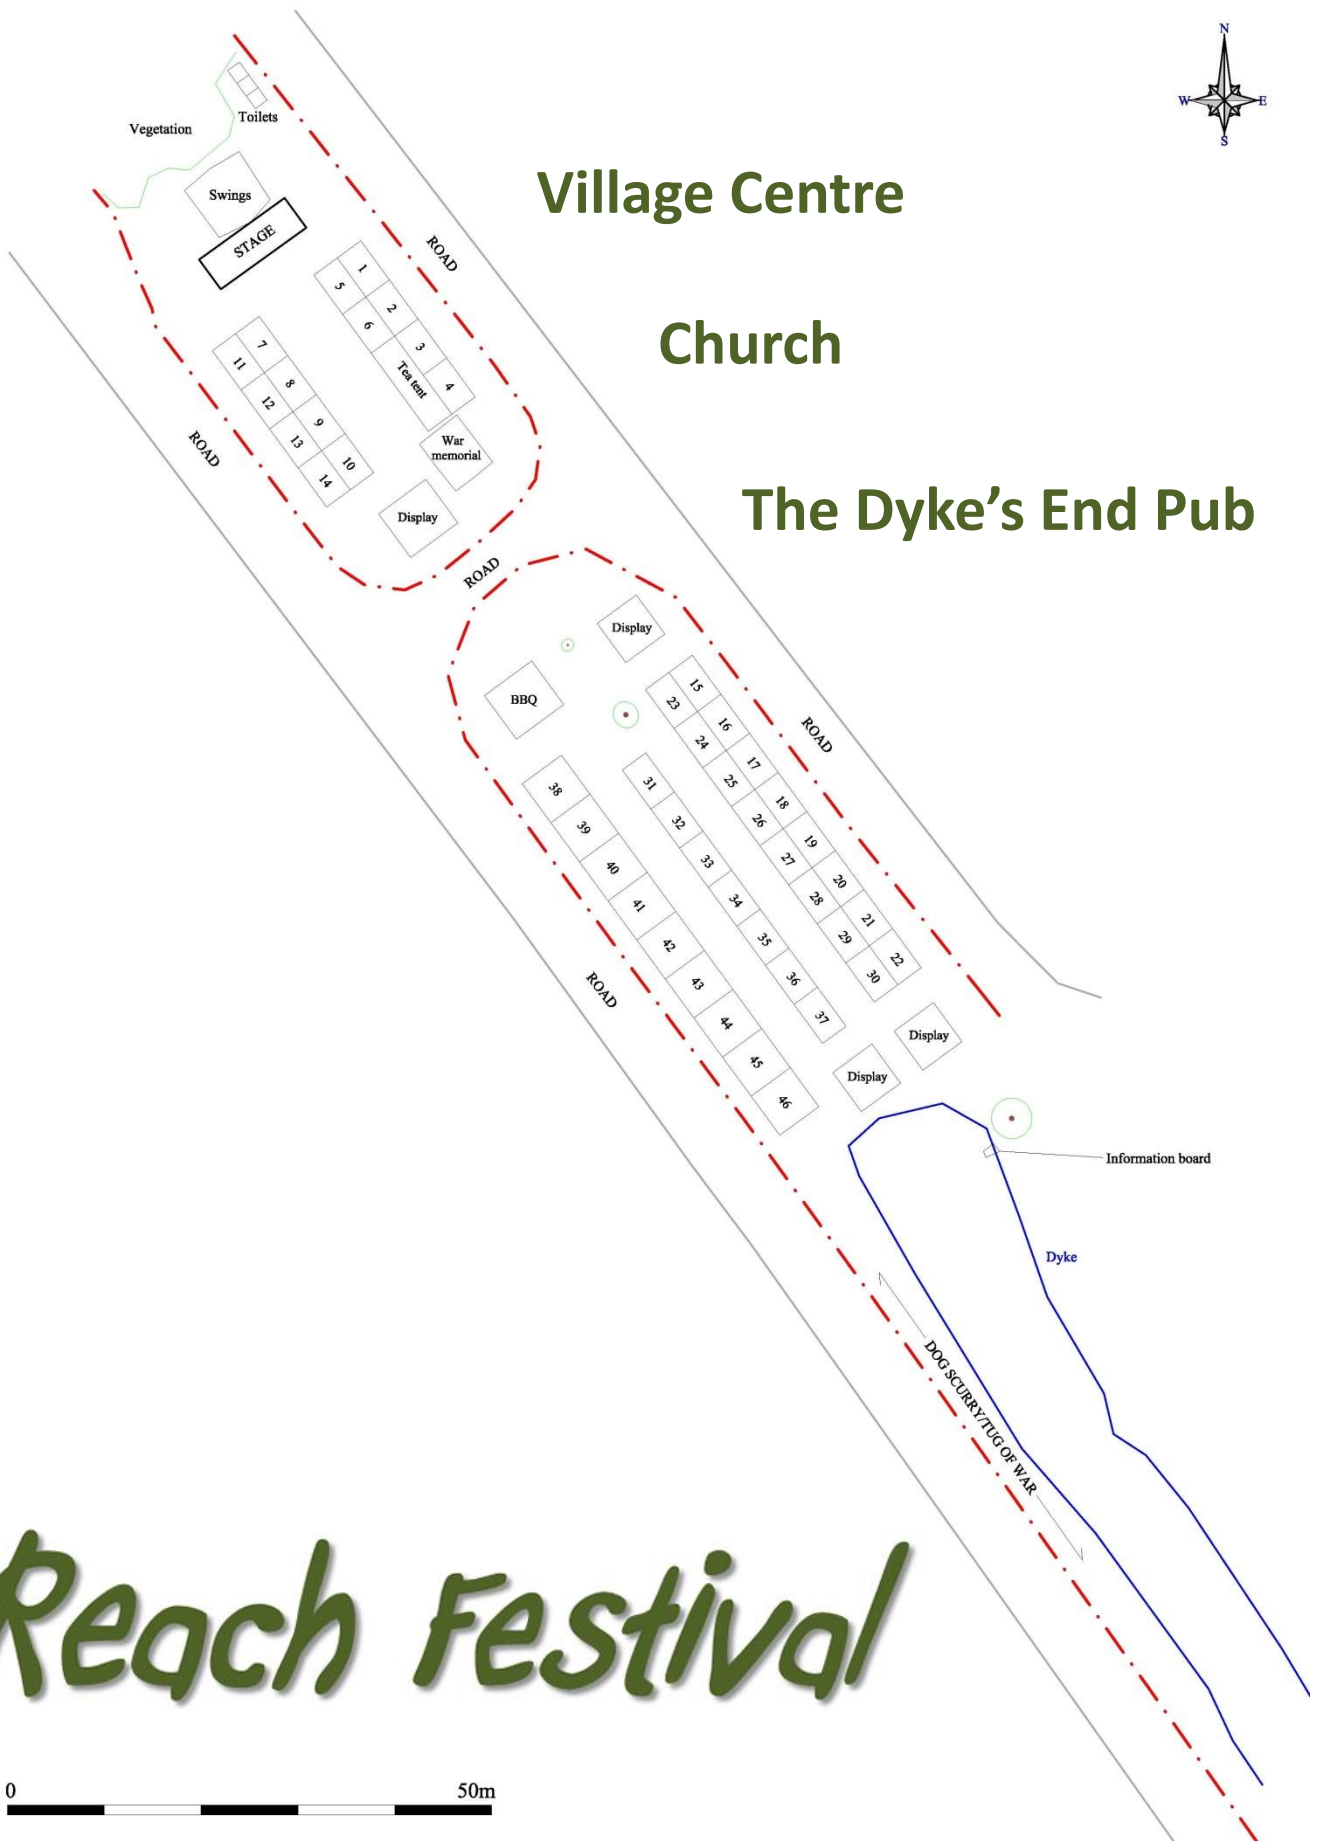 N
W
E
S
Toilets
Vegetation
Swings
STAGE
Village Centre
ROAD
Church
1
2
3
4
5
6
Tea tent
7
8
9
10
11
12
13
14
ROAD
War
memorial
Display
The Dyke's End Pub
ROAD
Display
BBQ
ROAD
15
16
17
18
19
20
21
22
23
24
25
26
27
28
29
30
31
32
33
34
35
36
37
38
39
40
41
42
43
44
45
46
ROAD
Display
Display
Information board
Dyke
DOG SCURRY/TUG OF WAR
Reach Festival
0
50m